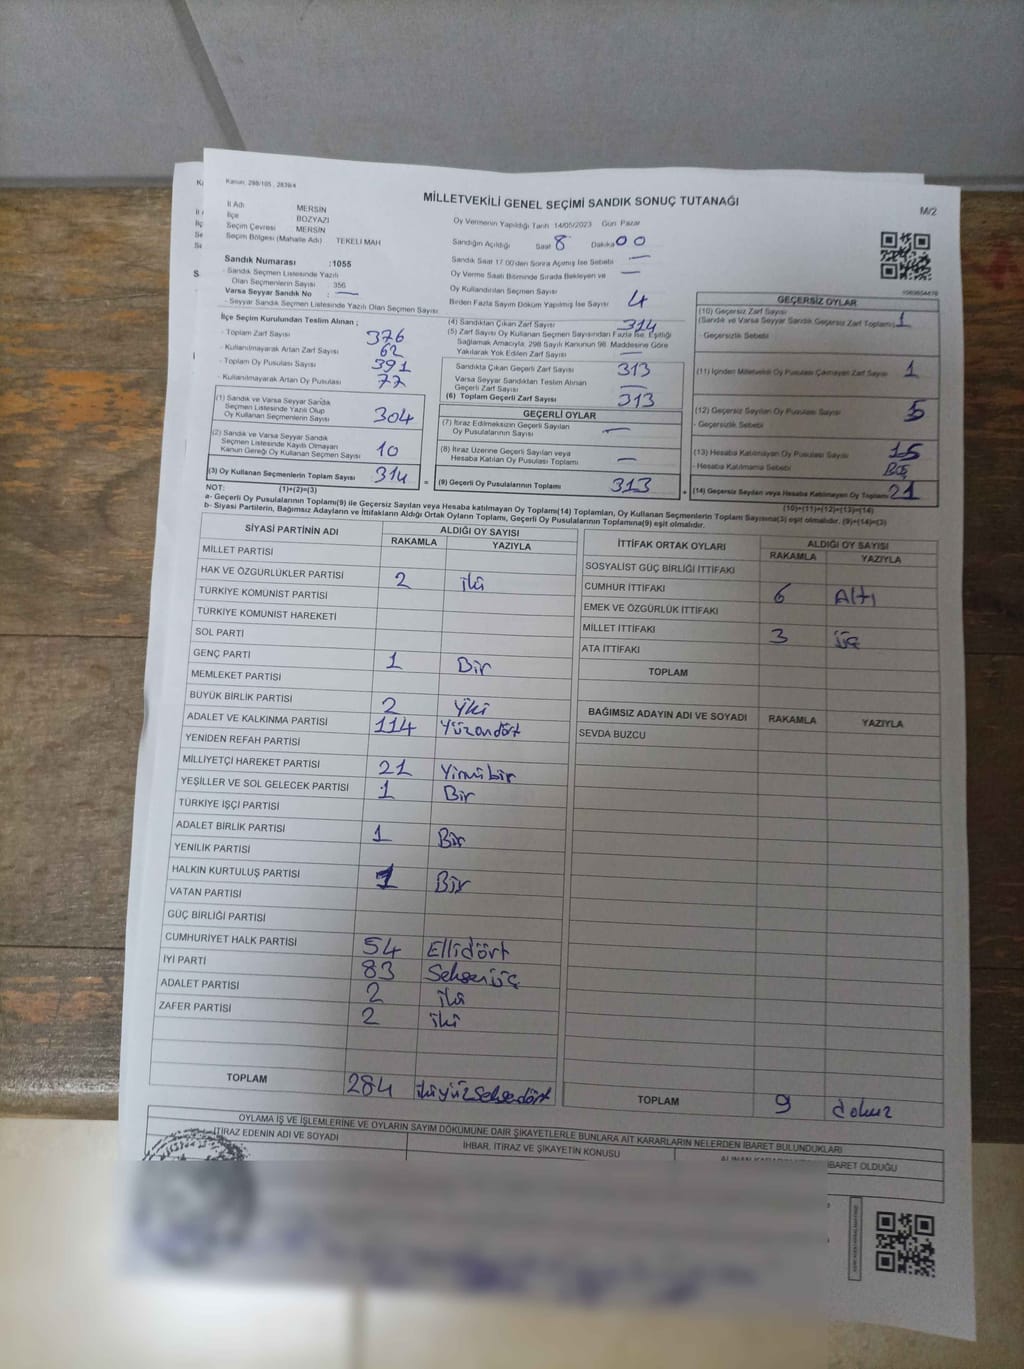 Kanun: 298/105 , 2839/4
MİLLETVEKİLİ GENEL SEÇİMİ SANDIK SONUÇ TUTANAĞI
M/2
İl Adı MERSİN
İlçe BOZYAZI
Seçim Çevresi MERSİN
Seçim Bölgesi (Mahalle Adı) TEKELİ MAH
Sandık Numarası :1055
- Sandık Seçmen Listesinde Yazılı
Olan Seçmenlerin Sayısı 356
Varsa Seyyar Sandık No : —
- Seyyar Sandık Seçmen Listesinde Yazılı Olan Seçmen Sayısı
İlçe Seçim Kurulundan Teslim Alınan ;
- Toplam Zarf Sayısı 376
- Kullanılmayarak Artan Zarf Sayısı 62
- Toplam Oy Pusulası Sayısı 391
- Kullanılmayarak Artan Oy Pusulası 77
(1) Sandık ve Varsa Seyyar Sandık
Seçmen Listesinde Yazılı Olup
Oy Kullanan Seçmenlerin Sayısı 304
(2) Sandık ve Varsa Seyyar Sandık
Seçmen Listesinde Kayıtlı Olmayan
Kanun Gereği Oy Kullanan Seçmen Sayısı 10
(3) Oy Kullanan Seçmenlerin Toplam Sayısı 314
Oy Vermenin Yapıldığı Tarih 14/05/2023 Gün: Pazar
Sandığın Açıldığı Saat 8 Dakika 00
Sandık Saat 17.00'den Sonra Açılmış İse Sebebi —
Oy Verme Saati Bitiminde Sırada Bekleyen ve —
Oy Kullandırılan Seçmen Sayısı
Birden Fazla Sayım Döküm Yapılmış İse Sayısı 4
(4) Sandıktan Çıkan Zarf Sayısı 314
(5) Zarf Sayısı Oy Kullanan Seçmen Sayısından Fazla İse, Eşitliği
Sağlamak Amacıyla, 298 Sayılı Kanunun 98. Maddesine Göre
Yakılarak Yok Edilen Zarf Sayısı —
Sandıkta Çıkan Geçerli Zarf Sayısı 313
Varsa Seyyar Sandıktan Teslim Alınan
Geçerli Zarf Sayısı —
(6) Toplam Geçerli Zarf Sayısı 313
GEÇERLİ OYLAR
(7) İtiraz Edilmeksizin Geçerli Sayılan
Oy Pusulalarının Sayısı —
(8) İtiraz Üzerine Geçerli Sayılan veya
Hesaba Katılan Oy Pusulası Toplamı —
= (9) Geçerli Oy Pusulalarının Toplamı 313
GEÇERSİZ OYLAR
(10) Geçersiz Zarf Sayısı
(Sandık ve Varsa Seyyar Sandık Geçersiz Zarf Toplamı) 1
- Geçersizlik Sebebi
(11) İçinden Milletvekili Oy Pusulası Çıkmayan Zarf Sayısı 1
(12) Geçersiz Sayılan Oy Pusulası Sayısı 5
- Geçersizlik Sebebi
(13) Hesaba Katılmayan Oy Pusulası Sayısı 15
- Hesaba Katılmama Sebebi Boş
+ (14) Geçersiz Sayılan veya Hesaba Katılmayan Oy Toplamı 21
NOT: (1)+(2)=(3)
(10)+(11)+(12)+(13)=(14)
a- Geçerli Oy Pusulalarının Toplamı(9) ile Geçersiz Sayılan veya Hesaba Katılmayan Oy Toplamı(14) Toplamları, Oy Kullanan Seçmenlerin Toplam Sayısına(3) eşit olmalıdır. (9)+(14)=(3)
b- Siyasi Partilerin, Bağımsız Adayların ve İttifakların Aldığı Ortak Oyların Toplamı, Geçerli Oy Pusulalarının Toplamına(9) eşit olmalıdır.
SİYASİ PARTİNİN ADI ALDIĞI OY SAYISI
RAKAMLA YAZIYLA
MİLLET PARTİSİ
HAK VE ÖZGÜRLÜKLER PARTİSİ 2 iki
TÜRKİYE KOMÜNİST PARTİSİ
TÜRKİYE KOMÜNİST HAREKETİ
SOL PARTİ
GENÇ PARTİ 1 Bir
MEMLEKET PARTİSİ
BÜYÜK BİRLİK PARTİSİ 2 İki
ADALET VE KALKINMA PARTİSİ 114 Yüzondört
YENİDEN REFAH PARTİSİ
MİLLİYETÇİ HAREKET PARTİSİ 21 Yirmibir
YEŞİLLER VE SOL GELECEK PARTİSİ 1 Bir
TÜRKİYE İŞÇİ PARTİSİ
ADALET BİRLİK PARTİSİ 1 Bir
YENİLİK PARTİSİ
HALKIN KURTULUŞ PARTİSİ 1 Bir
VATAN PARTİSİ
GÜÇ BİRLİĞİ PARTİSİ
CUMHURİYET HALK PARTİSİ 54 Ellidört
İYİ PARTİ 83 Seksenüç
ADALET PARTİSİ 2 iki
ZAFER PARTİSİ 2 iki
TOPLAM 284 ikiyüzseksendört
İTTİFAK ORTAK OYLARI ALDIĞI OY SAYISI
RAKAMLA YAZIYLA
SOSYALİST GÜÇ BİRLİĞİ İTTİFAKI
CUMHUR İTTİFAKI 6 Altı
EMEK VE ÖZGÜRLÜK İTTİFAKI
MİLLET İTTİFAKI 3 üç
ATA İTTİFAKI
TOPLAM
BAĞIMSIZ ADAYIN ADI VE SOYADI RAKAMLA YAZIYLA
SEVDA BUZCU
TOPLAM 9 dokuz
OYLAMA İŞ VE İŞLEMLERİNE VE OYLARIN SAYIM DÖKÜMÜNE DAİR ŞİKAYETLERLE BUNLARA AİT KARARLARIN NELERDEN İBARET BULUNDUKLARI
İTİRAZ EDENİN ADI VE SOYADI
İHBAR, İTİRAZ VE ŞİKAYETİN KONUSU
İBARET OLDUĞU